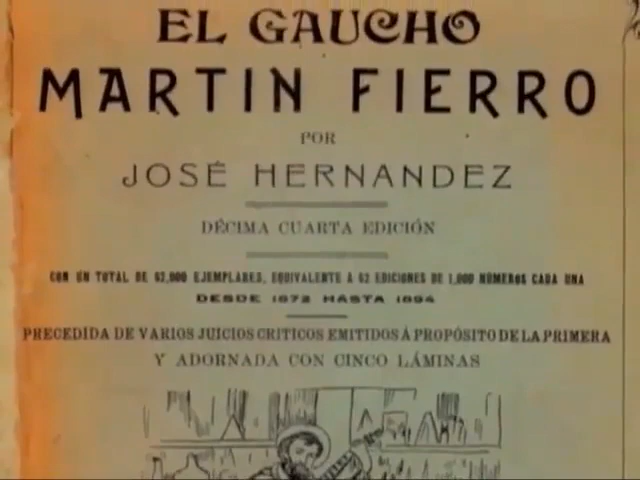 EL GAUCHO
MARTIN FIERRO
POR
JOSÉ HERNANDEZ
DÉCIMA CUARTA EDICIÓN
CON UN TOTAL DE 62,000 EJEMPLARES, EQUIVALENTE A 62 EDICIONES DE 1,000 NÚMEROS CADA UNA
DESDE 1872 HASTA 1894
PRECEDIDA DE VARIOS JUICIOS CRITICOS EMITIDOS Á PROPÓSITO DE LA PRIMERA
Y ADORNADA CON CINCO LÁMINAS